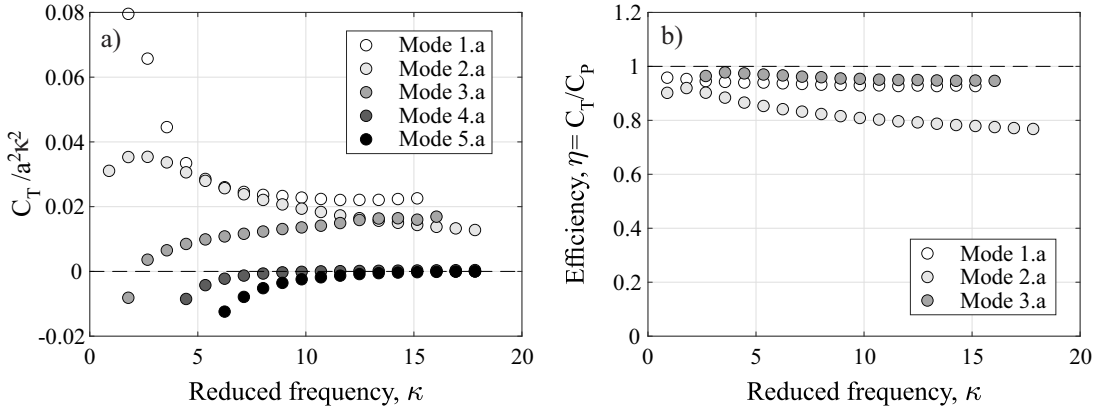 a)
C_T/a²κ²
0.08
0.06
0.04
0.02
0
-0.02
0
5
10
15
20
Reduced frequency, κ
Mode 1.a
Mode 2.a
Mode 3.a
Mode 4.a
Mode 5.a
b)
Efficiency, η= C_T/C_P
1.2
1
0.8
0.6
0.4
0.2
0
0
5
10
15
20
Reduced frequency, κ
Mode 1.a
Mode 2.a
Mode 3.a